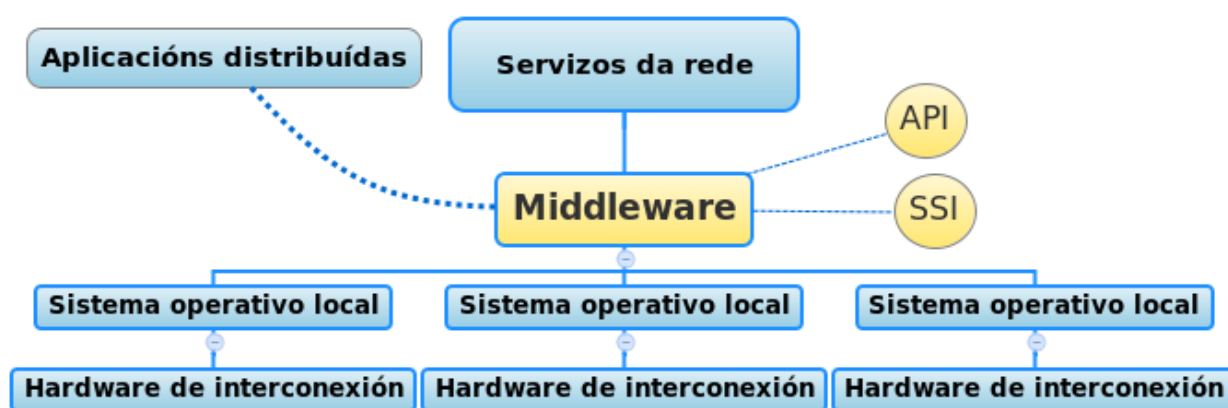 Aplicacións distribuídas
Servizos da rede
API
Middleware
SSI
Sistema operativo local
Sistema operativo local
Sistema operativo local
Hardware de interconexión
Hardware de interconexión
Hardware de interconexión